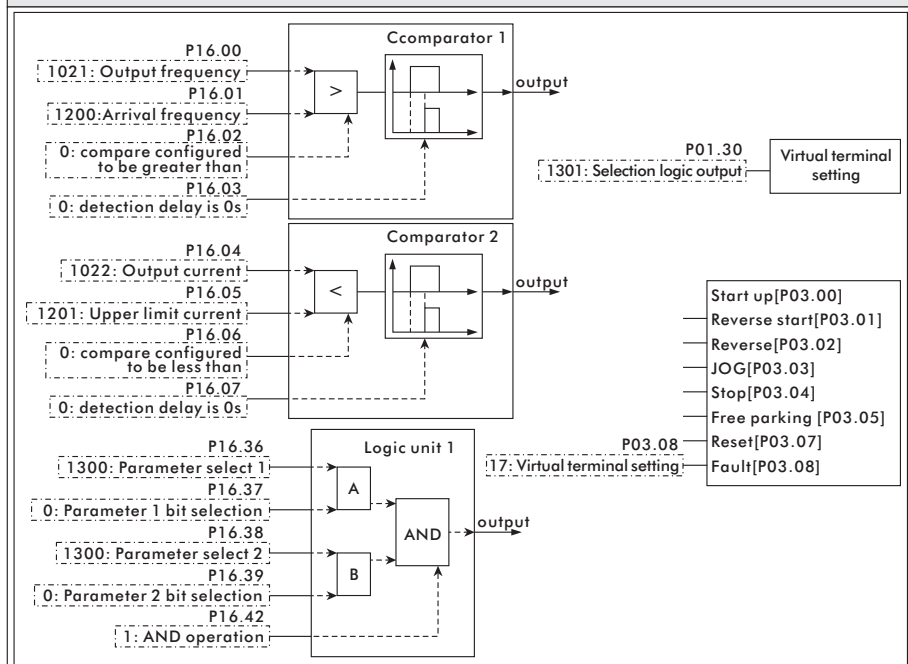 P16.00
Ccomparator 1
1021: Output frequency
P16.01
>
output
1200:Arrival frequency
P16.02
0: compare configured
to be greater than
P16.03
0: detection delay is 0s
P01.30
1301: Selection logic output
Virtual terminal
setting
P16.04
Comparator 2
1022: Output current
P16.05
<
output
1201: Upper limit current
P16.06
0: compare configured
to be less than
P16.07
0: detection delay is 0s
Start up[P03.00]
Reverse start[P03.01]
Reverse[P03.02]
JOG[P03.03]
Stop[P03.04]
Free parking [P03.05]
Reset[P03.07]
Fault[P03.08]
P03.08
17: Virtual terminal setting
P16.36
Logic unit 1
1300: Parameter select 1
P16.37
A
0: Parameter 1 bit selection
P16.38
AND
output
1300: Parameter select 2
P16.39
B
0: Parameter 2 bit selection
P16.42
1: AND operation